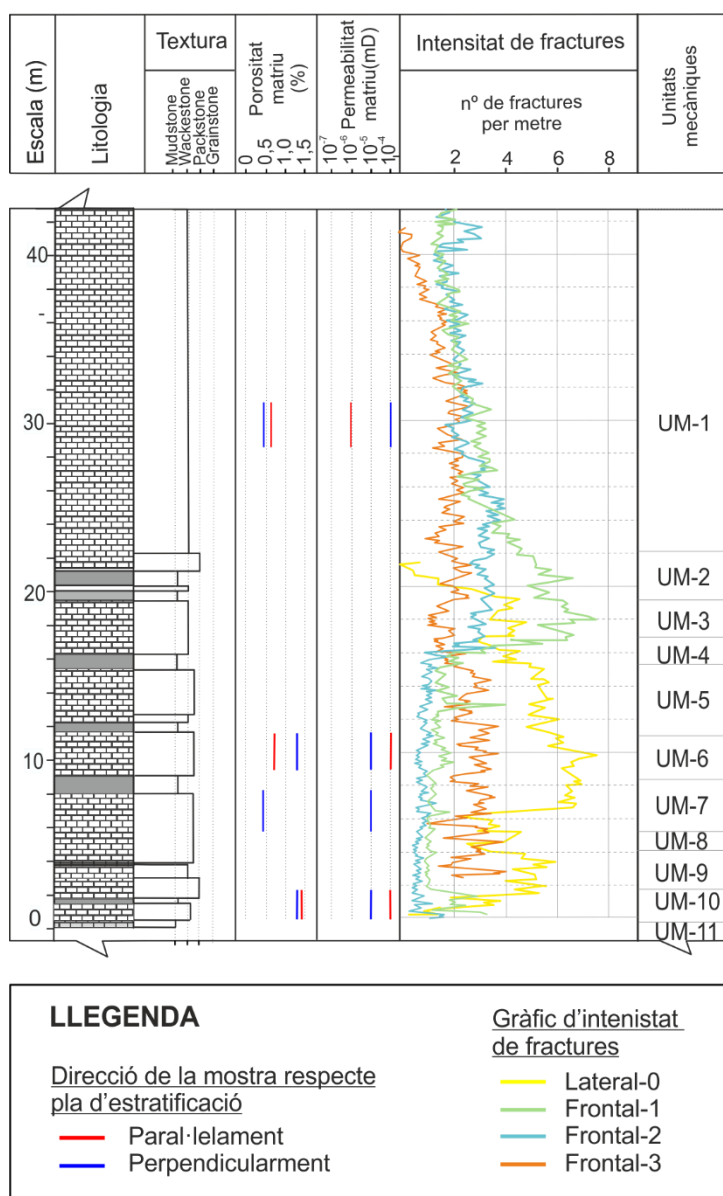 Escala (m)
Litologia
Textura
Mudstone
Wackestone
Packstone
Grainstone
Porositat
matriu
(%)
0
0,5
1,0
1,5
Permeabilitat
matriu(mD)
10-7
10-6
10-5
10-4
Intensitat de fractures
nº de fractures
per metre
2
4
6
8
Unitats
mecàniques
40
30
20
10
0
UM-1
UM-2
UM-3
UM-4
UM-5
UM-6
UM-7
UM-8
UM-9
UM-10
UM-11
LLEGENDA
Direcció de la mostra respecte
pla d’estratificació
Paral·lelament
Perpendicularment
Gràfic d’intenistat
de fractures
Lateral-0
Frontal-1
Frontal-2
Frontal-3